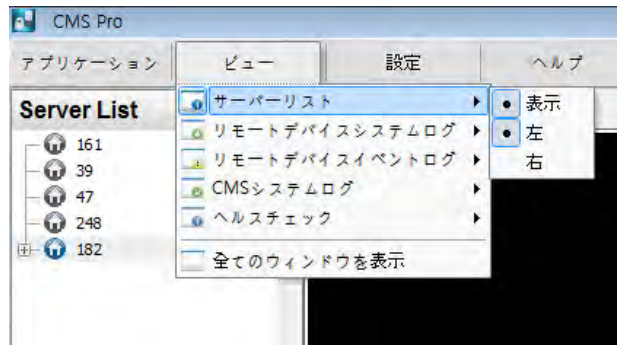 CMS Pro
アプリケーション ビュー 設定 ヘルプ
Server List
161
39
47
248
182
サーバーリスト
リモートデバイスシステムログ
リモートデバイスイベントログ
CMSシステムログ
ヘルスチェック
全てのウィンドウを表示
表示
左
右